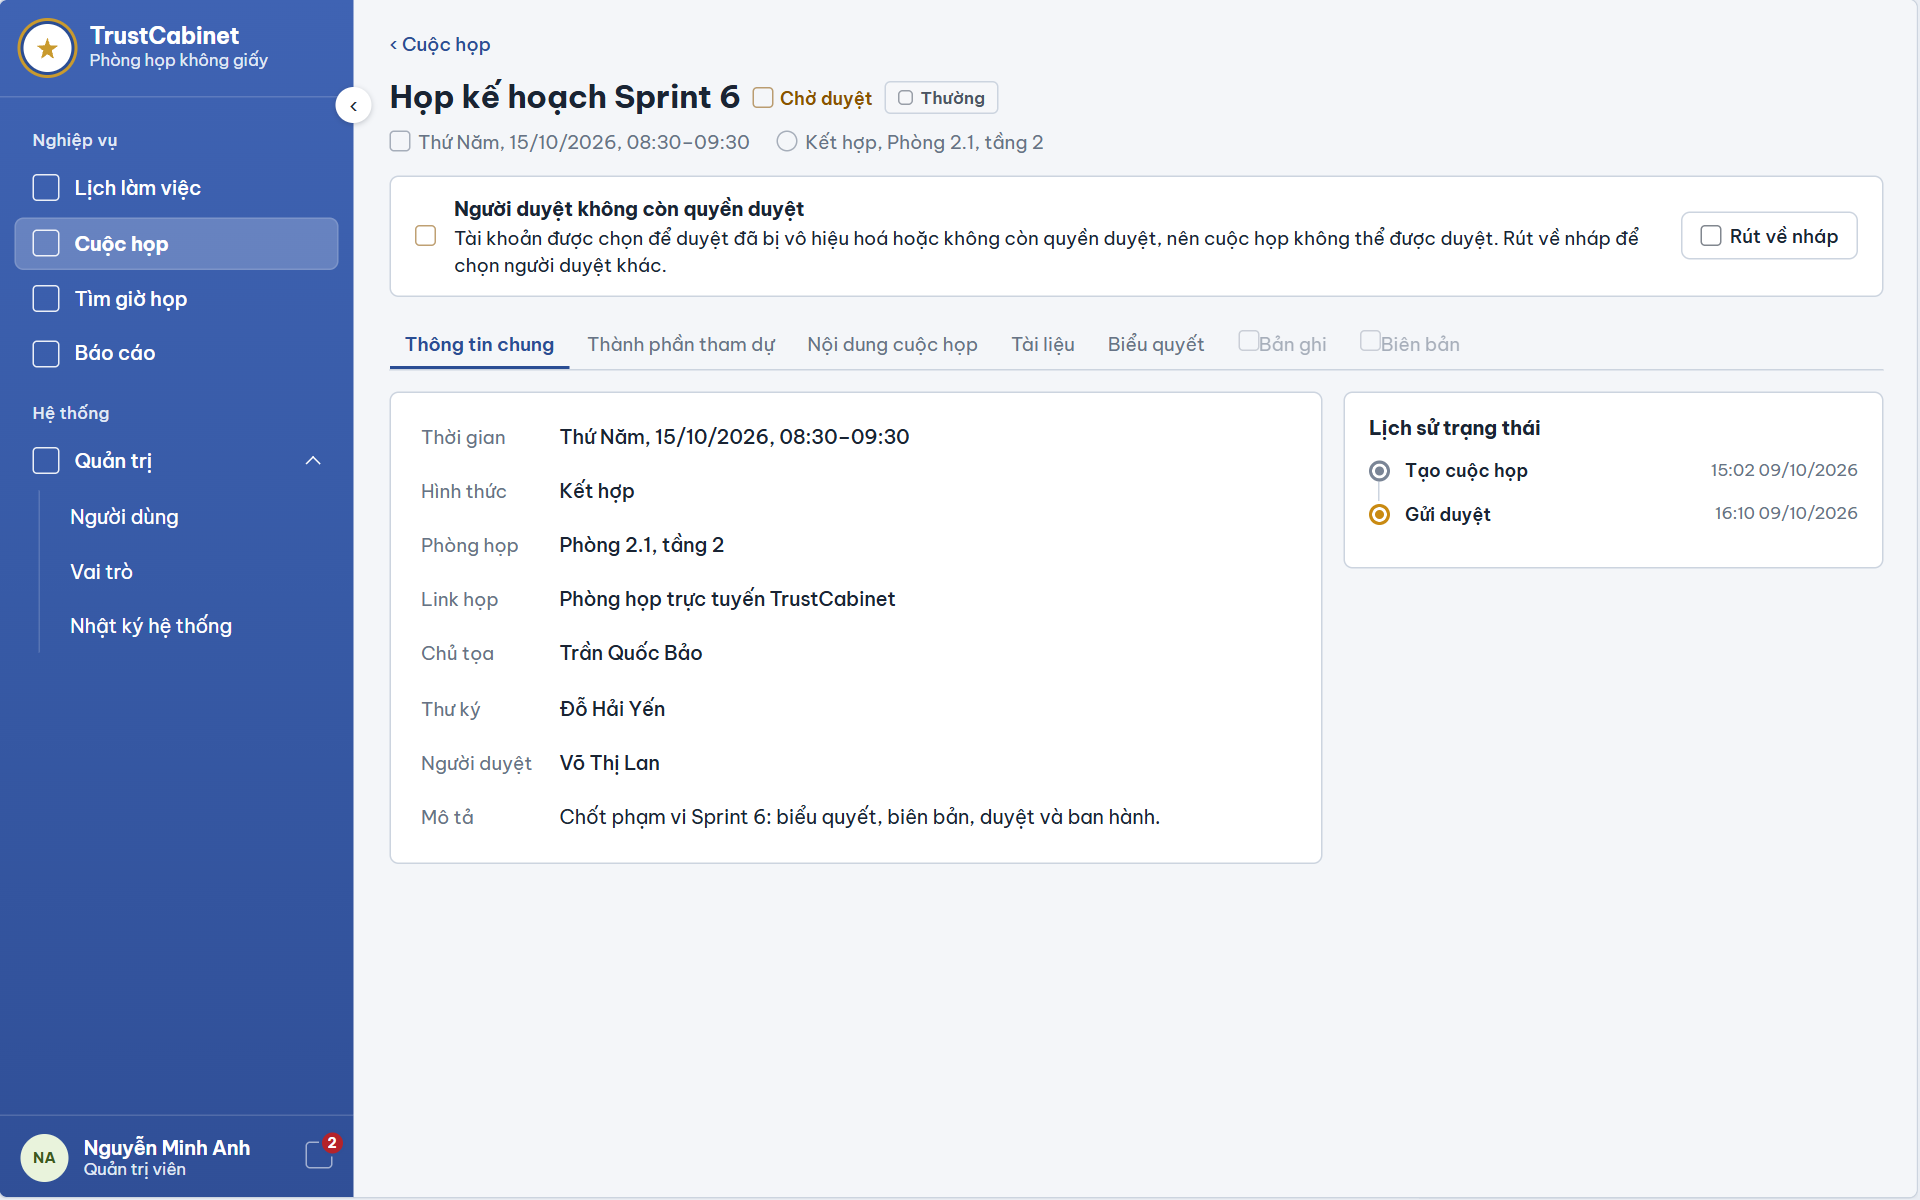 TrustCabinet
Phòng họp không giấy
Nghiệp vụ
Lịch làm việc
Cuộc họp
Tìm giờ họp
Báo cáo
Hệ thống
Quản trị
Người dùng
Vai trò
Nhật ký hệ thống
NA
Nguyễn Minh Anh
Quản trị viên
2
‹ Cuộc họp
Họp kế hoạch Sprint 6
Chờ duyệt
Thường
Thứ Năm, 15/10/2026, 08:30–09:30
Kết hợp, Phòng 2.1, tầng 2
Người duyệt không còn quyền duyệt
Tài khoản được chọn để duyệt đã bị vô hiệu hoá hoặc không còn quyền duyệt, nên cuộc họp không thể được duyệt. Rút về nháp để
chọn người duyệt khác.
Rút về nháp
Thông tin chung
Thành phần tham dự
Nội dung cuộc họp
Tài liệu
Biểu quyết
Bản ghi
Biên bản
Thời gian
Thứ Năm, 15/10/2026, 08:30–09:30
Hình thức
Kết hợp
Phòng họp
Phòng 2.1, tầng 2
Link họp
Phòng họp trực tuyến TrustCabinet
Chủ tọa
Trần Quốc Bảo
Thư ký
Đỗ Hải Yến
Người duyệt
Võ Thị Lan
Mô tả
Chốt phạm vi Sprint 6: biểu quyết, biên bản, duyệt và ban hành.
Lịch sử trạng thái
Tạo cuộc họp
15:02 09/10/2026
Gửi duyệt
16:10 09/10/2026